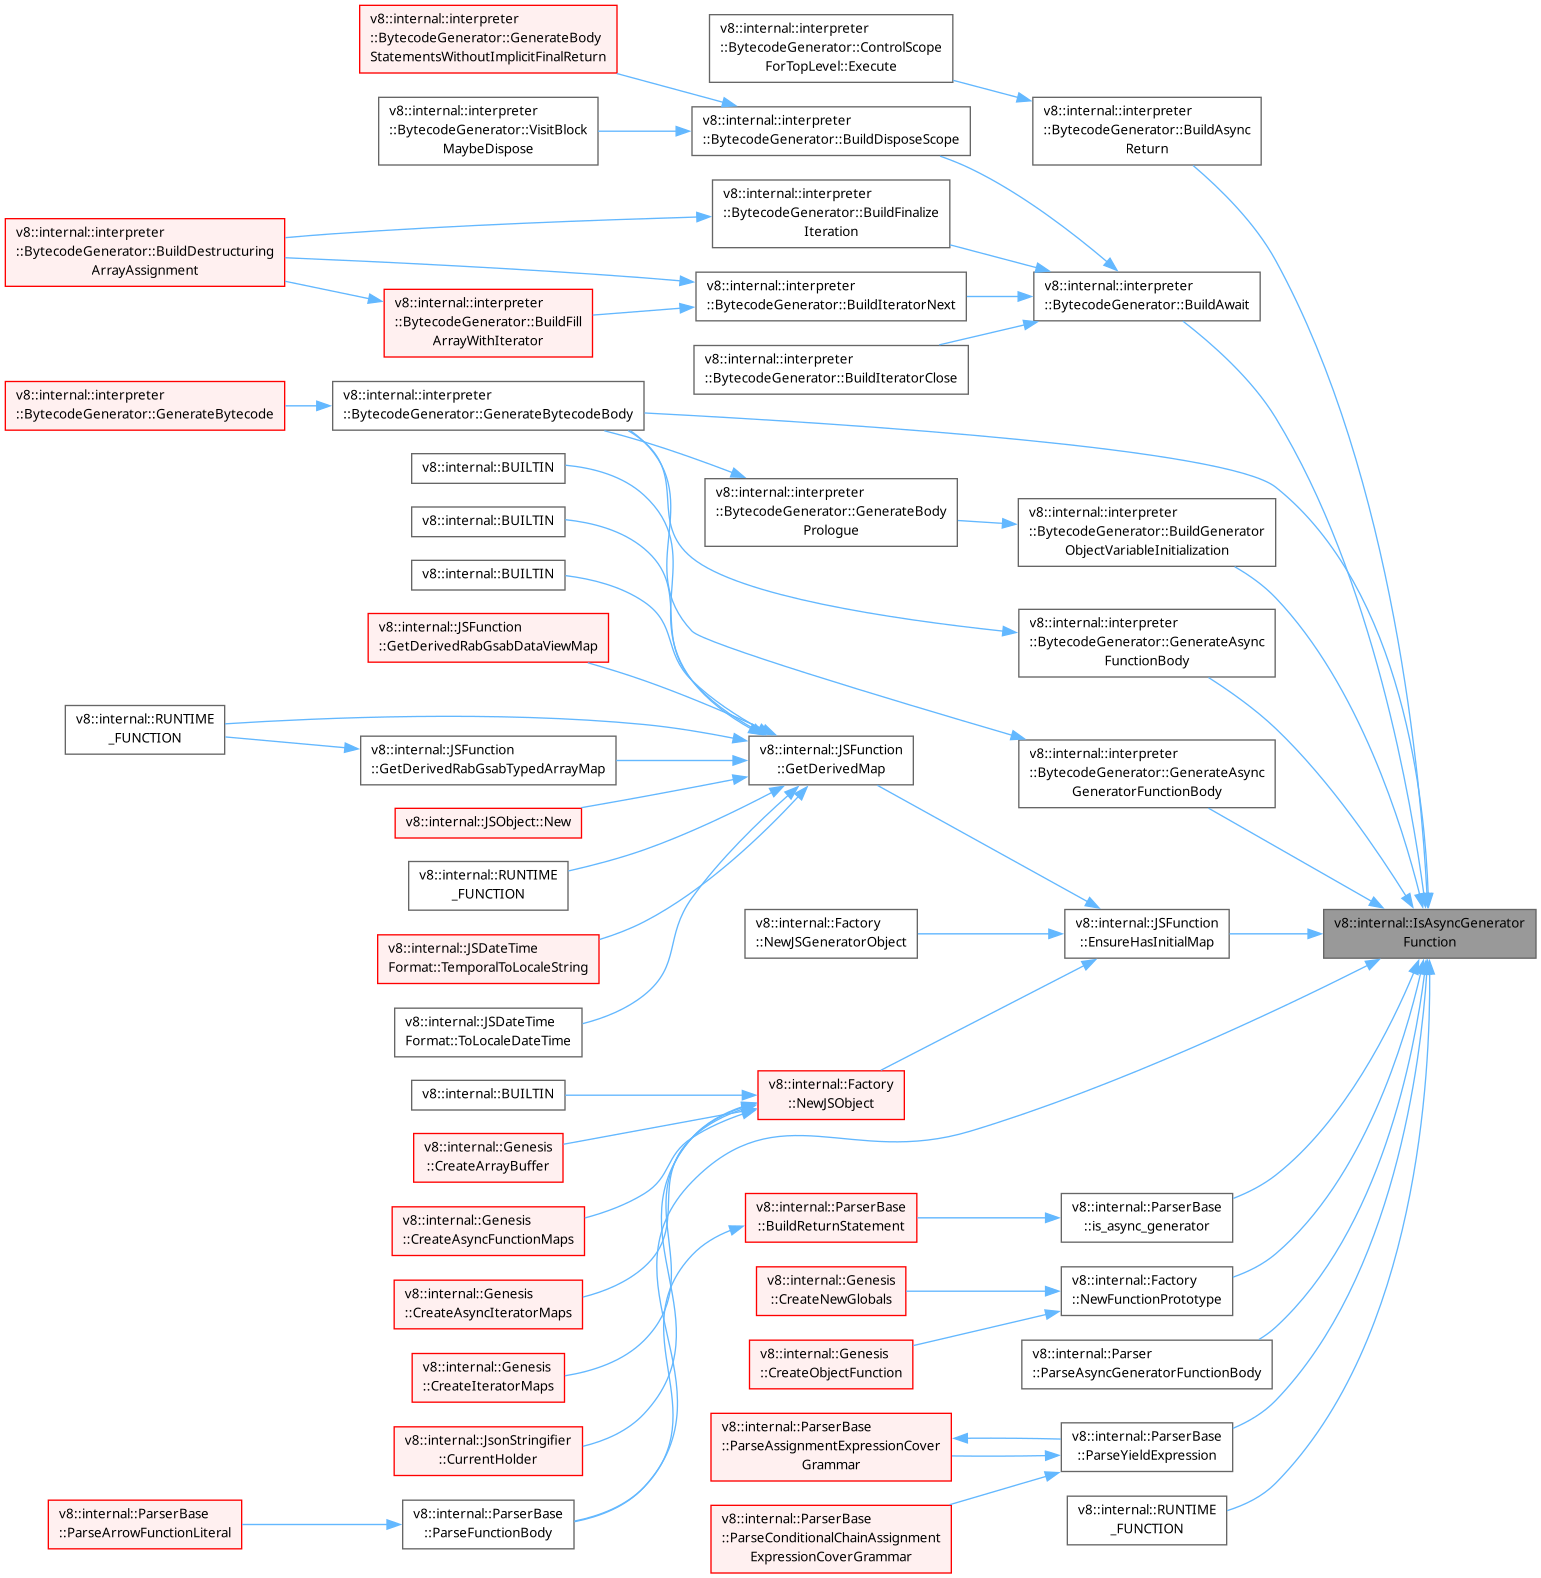 v8::internal::interpreter
::BytecodeGenerator::GenerateBody
StatementsWithoutImplicitFinalReturn
v8::internal::interpreter
::BytecodeGenerator::ControlScope
ForTopLevel::Execute
v8::internal::interpreter
::BytecodeGenerator::VisitBlock
MaybeDispose
v8::internal::interpreter
::BytecodeGenerator::BuildDisposeScope
v8::internal::interpreter
::BytecodeGenerator::BuildAsync
Return
v8::internal::interpreter
::BytecodeGenerator::BuildFinalize
Iteration
v8::internal::interpreter
::BytecodeGenerator::BuildDestructuring
ArrayAssignment
v8::internal::interpreter
::BytecodeGenerator::BuildFill
ArrayWithIterator
v8::internal::interpreter
::BytecodeGenerator::BuildIteratorNext
v8::internal::interpreter
::BytecodeGenerator::BuildAwait
v8::internal::interpreter
::BytecodeGenerator::BuildIteratorClose
v8::internal::interpreter
::BytecodeGenerator::GenerateBytecode
v8::internal::interpreter
::BytecodeGenerator::GenerateBytecodeBody
v8::internal::BUILTIN
v8::internal::interpreter
::BytecodeGenerator::GenerateBody
Prologue
v8::internal::interpreter
::BytecodeGenerator::BuildGenerator
ObjectVariableInitialization
v8::internal::BUILTIN
v8::internal::BUILTIN
v8::internal::JSFunction
::GetDerivedRabGsabDataViewMap
v8::internal::interpreter
::BytecodeGenerator::GenerateAsync
FunctionBody
v8::internal::RUNTIME
_FUNCTION
v8::internal::JSFunction
::GetDerivedRabGsabTypedArrayMap
v8::internal::JSFunction
::GetDerivedMap
v8::internal::interpreter
::BytecodeGenerator::GenerateAsync
GeneratorFunctionBody
v8::internal::JSObject::New
v8::internal::RUNTIME
_FUNCTION
v8::internal::JSDateTime
Format::TemporalToLocaleString
v8::internal::Factory
::NewJSGeneratorObject
v8::internal::JSFunction
::EnsureHasInitialMap
v8::internal::IsAsyncGenerator
Function
v8::internal::JSDateTime
Format::ToLocaleDateTime
v8::internal::BUILTIN
v8::internal::Factory
::NewJSObject
v8::internal::Genesis
::CreateArrayBuffer
v8::internal::Genesis
::CreateAsyncFunctionMaps
v8::internal::ParserBase
::BuildReturnStatement
v8::internal::ParserBase
::is_async_generator
v8::internal::Genesis
::CreateAsyncIteratorMaps
v8::internal::Genesis
::CreateNewGlobals
v8::internal::Factory
::NewFunctionPrototype
v8::internal::Genesis
::CreateIteratorMaps
v8::internal::Genesis
::CreateObjectFunction
v8::internal::Parser
::ParseAsyncGeneratorFunctionBody
v8::internal::JsonStringifier
::CurrentHolder
v8::internal::ParserBase
::ParseAssignmentExpressionCover
Grammar
v8::internal::ParserBase
::ParseYieldExpression
v8::internal::ParserBase
::ParseArrowFunctionLiteral
v8::internal::ParserBase
::ParseFunctionBody
v8::internal::ParserBase
::ParseConditionalChainAssignment
ExpressionCoverGrammar
v8::internal::RUNTIME
_FUNCTION